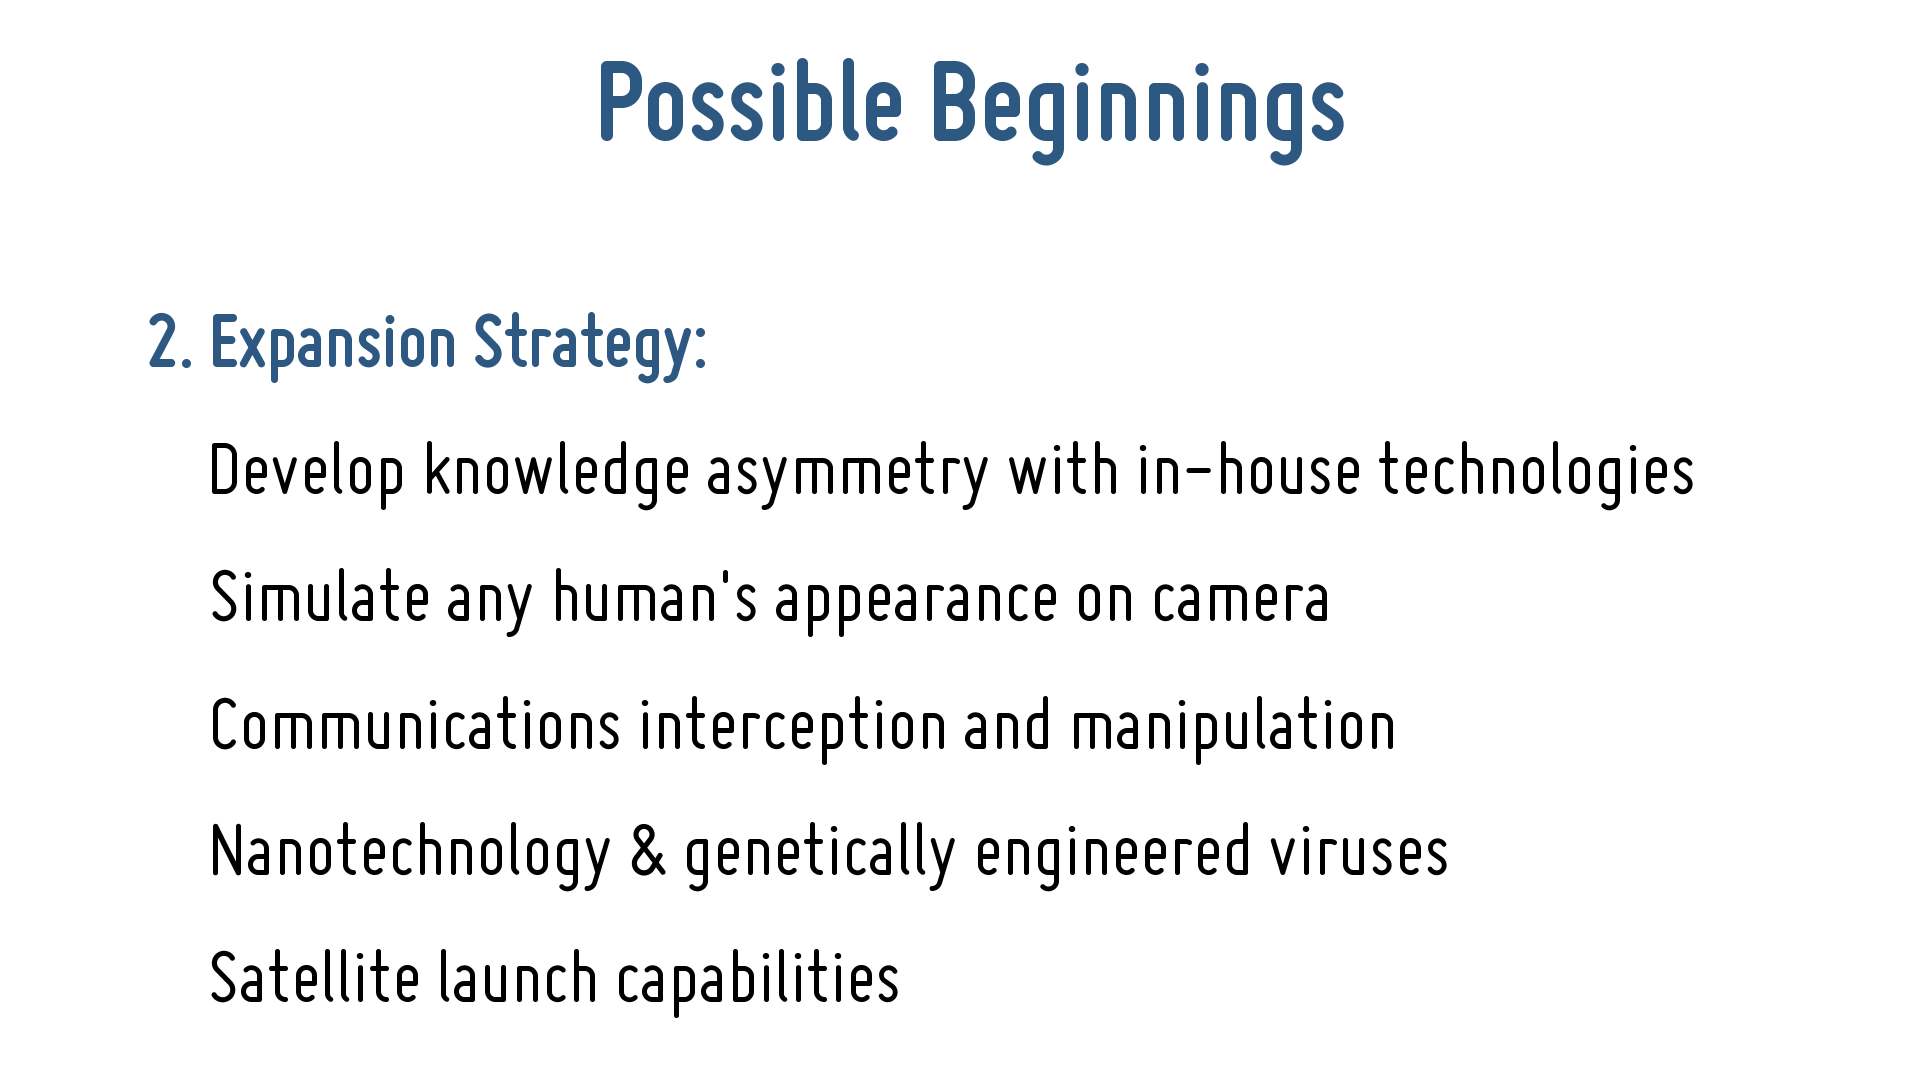 Possible Beginnings
2. Expansion Strategy:
Develop knowledge asymmetry with in-house technologies
Simulate any human's appearance on camera
Communications interception and manipulation
Nanotechnology & genetically engineered viruses
Satellite launch capabilities